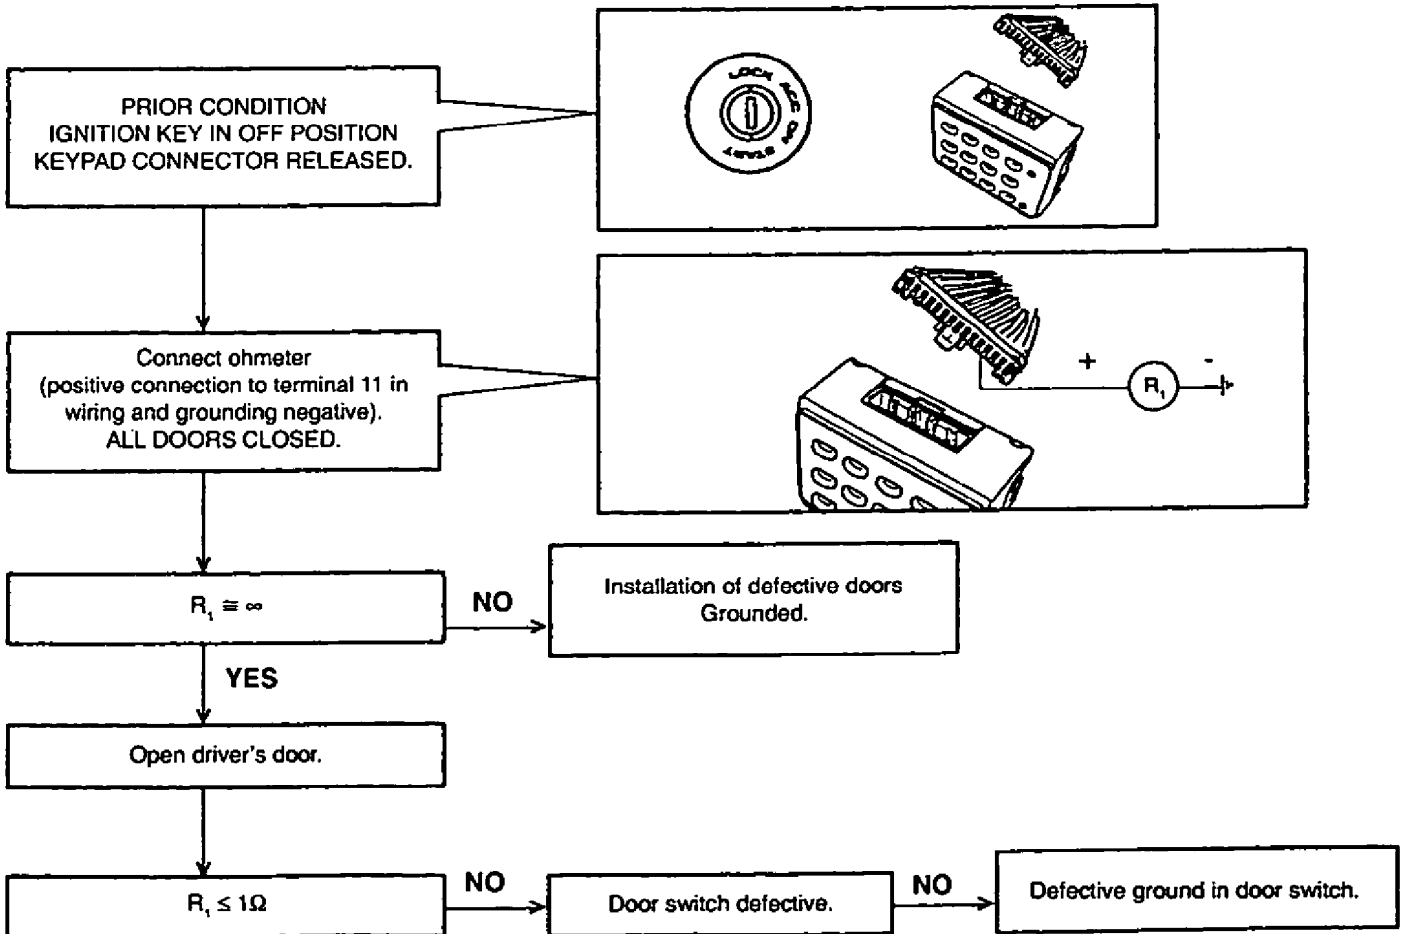 PRIOR CONDITION
IGNITION KEY IN OFF POSITION
KEYPAD CONNECTOR RELEASED.
LOCK ACC ON START
Connect ohmeter
(positive connection to terminal 11 in
wiring and grounding negative).
ALL DOORS CLOSED.
+
-
R₁
R₁ ≅ ∞
NO
Installation of defective doors
Grounded.
YES
Open driver's door.
R₁ ≤ 1Ω
NO
Door switch defective.
NO
Defective ground in door switch.